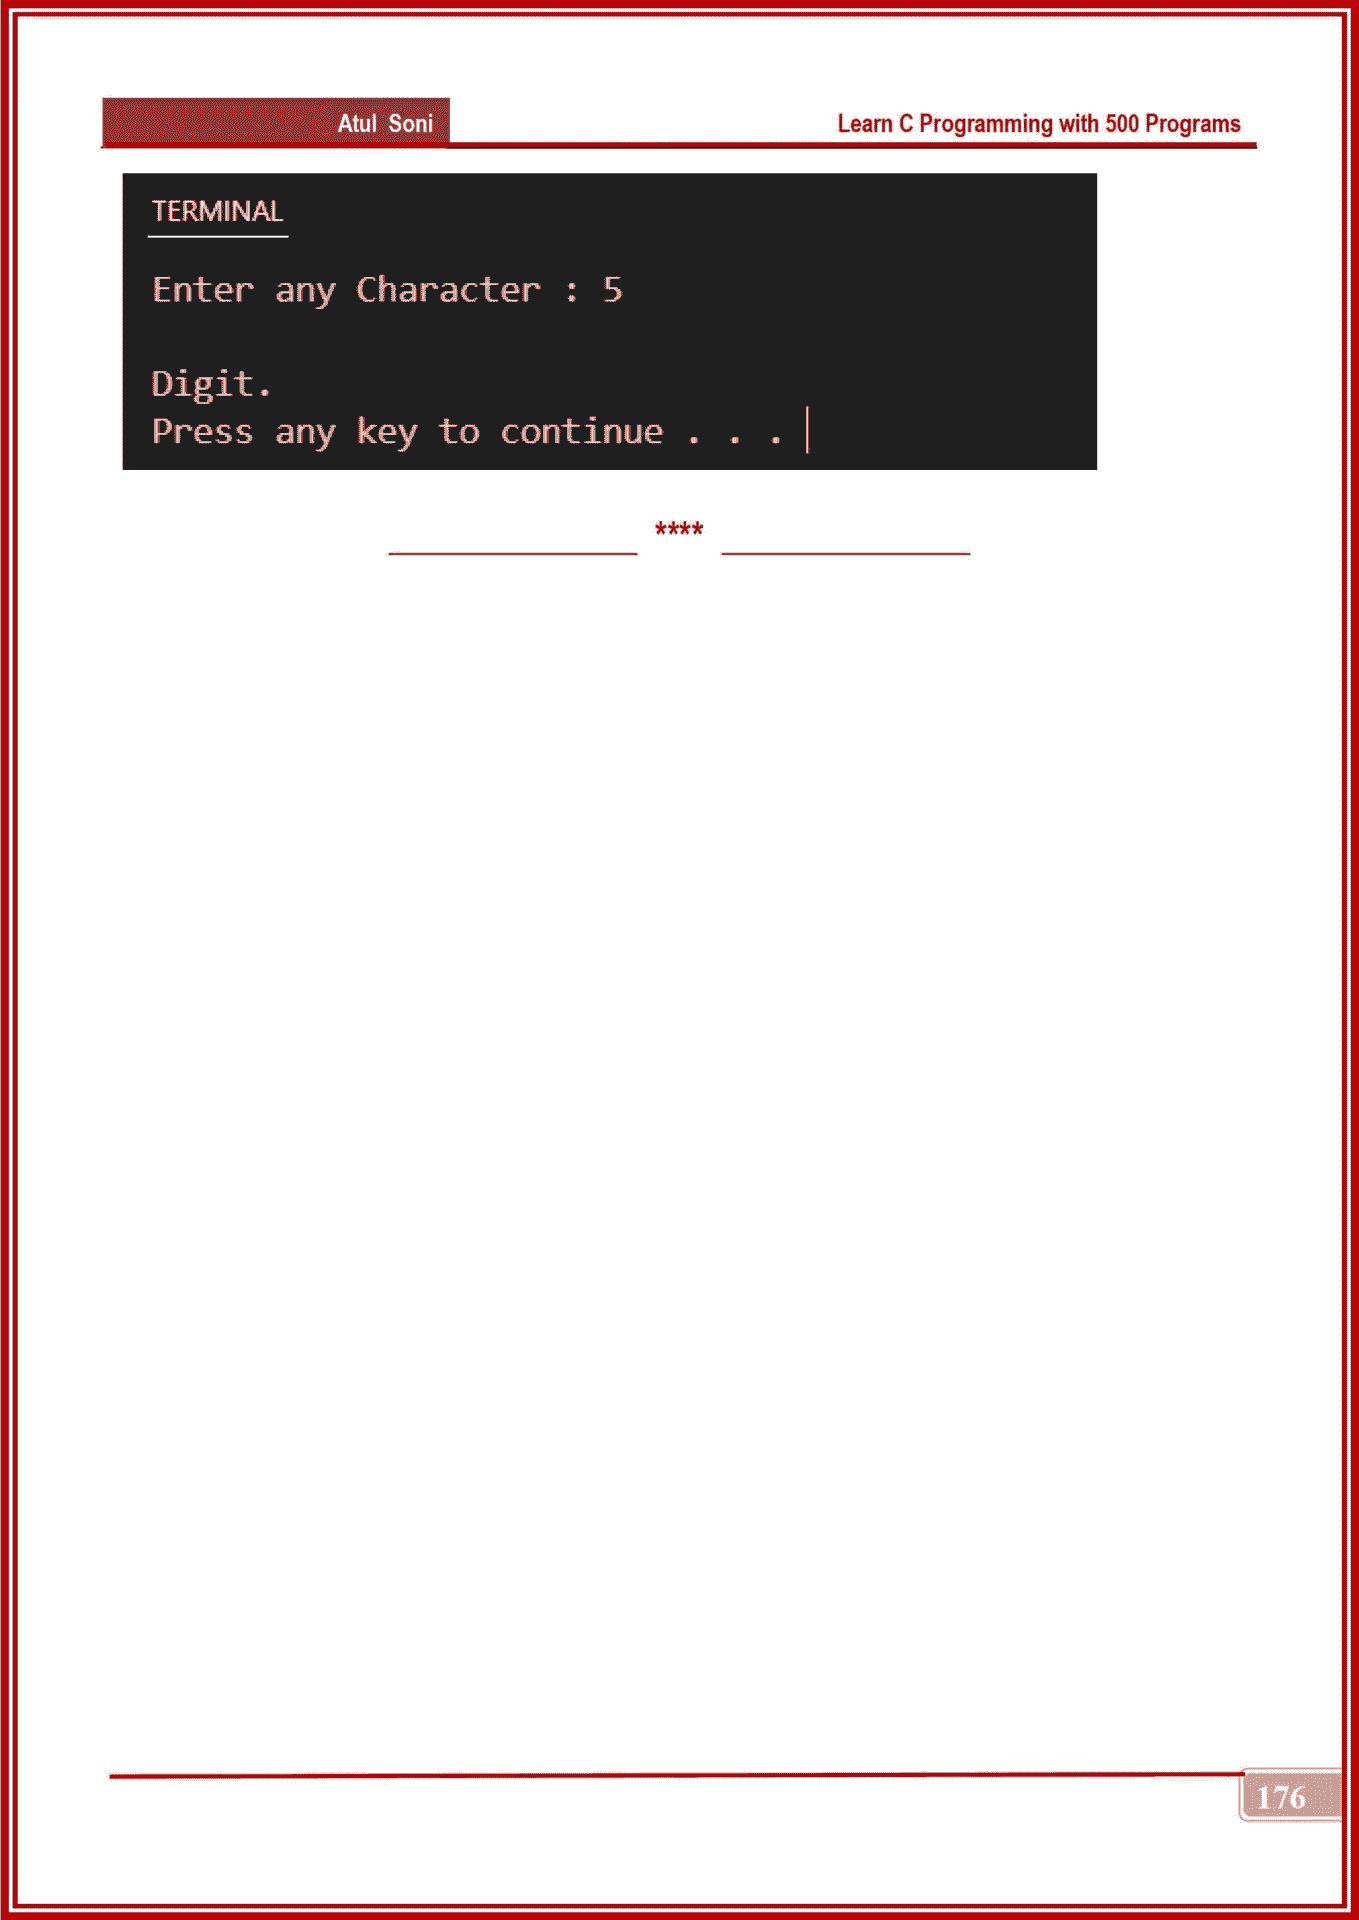 Atul Soni
Learn C Programming with 500 Programs
TERMINAL
Enter any Character : 5
Digit.
Press any key to continue . . .
****
176